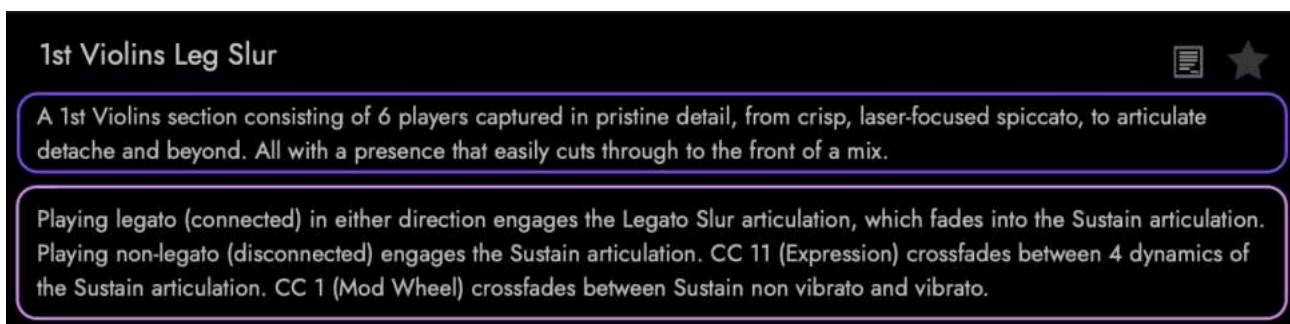 1st Violins Leg Slur
A 1st Violins section consisting of 6 players captured in pristine detail, from crisp, laser-focused spiccato, to articulate
detache and beyond. All with a presence that easily cuts through to the front of a mix.
Playing legato (connected) in either direction engages the Legato Slur articulation, which fades into the Sustain articulation.
Playing non-legato (disconnected) engages the Sustain articulation. CC 11 (Expression) crossfades between 4 dynamics of
the Sustain articulation. CC 1 (Mod Wheel) crossfades between Sustain non vibrato and vibrato.